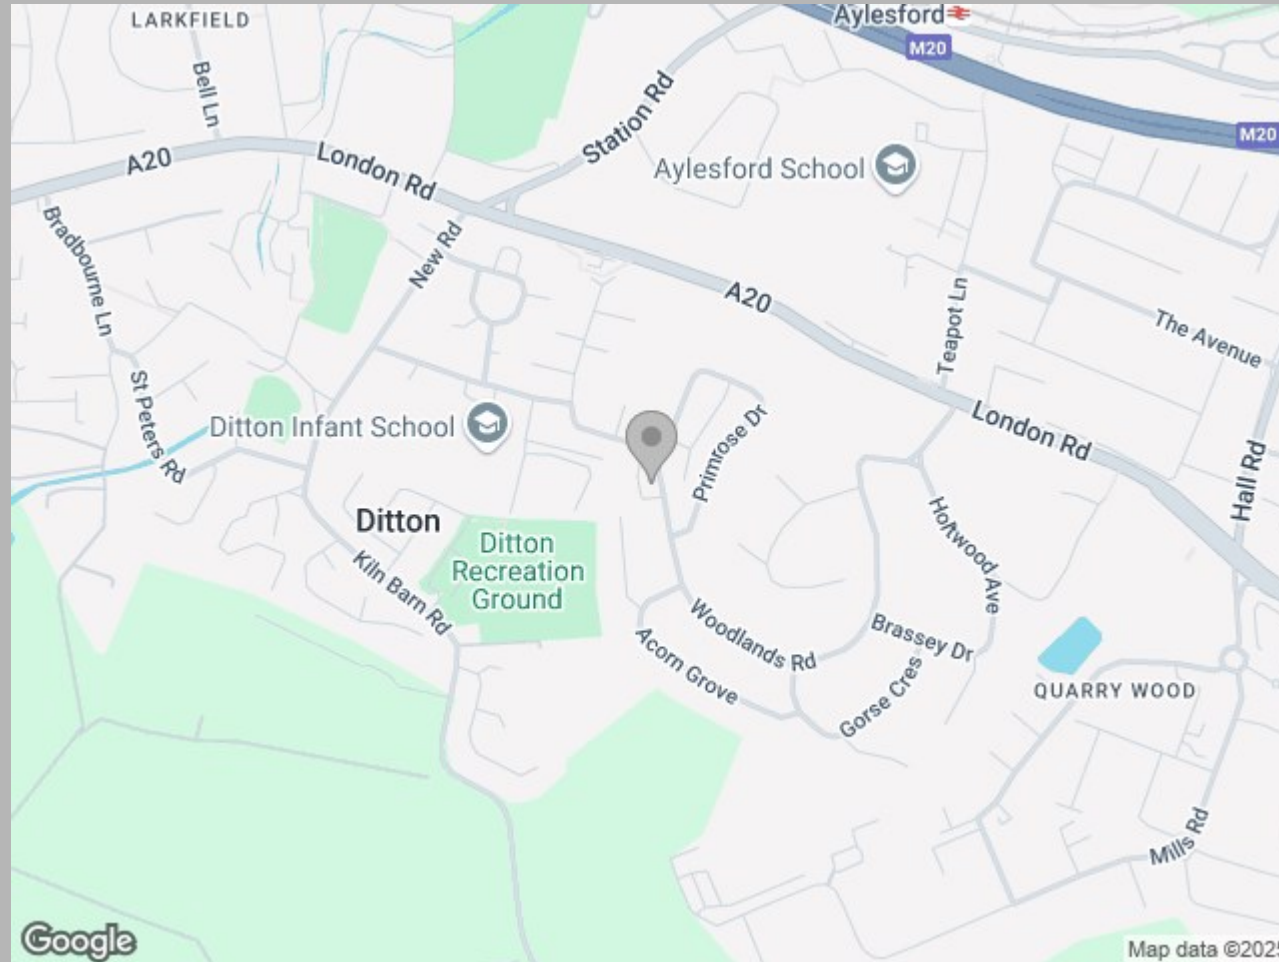 LARKFIELD
Aylesford
M20
Bell Ln
Station Rd
M20
A20
London Rd
Aylesford School
Bradbourne Ln
New Rd
A20
Teapot Ln
The Avenue
St Peters Rd
Ditton Infant School
Primrose Dr
London Rd
Hall Rd
Ditton
Ditton
Recreation
Ground
Holtwood Ave
Kiln Barn Rd
Woodlands Rd
Brassey Dr
Acorn Grove
Gorse Cres
QUARRY WOOD
Mills Rd
Google
Map data ©2025